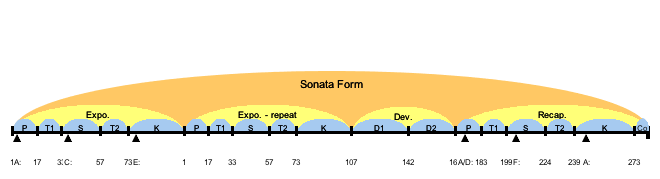 Sonata Form
Expo. Expo. - repeat Dev. Recap.
P T1 S T2 K P T1 S T2 K D1 D2 P T1 S T2 K Co
1A: 17 33C: 57 73E: 1 17 33 57 73 107 142 16A/D: 183 199F: 224 239 A: 273